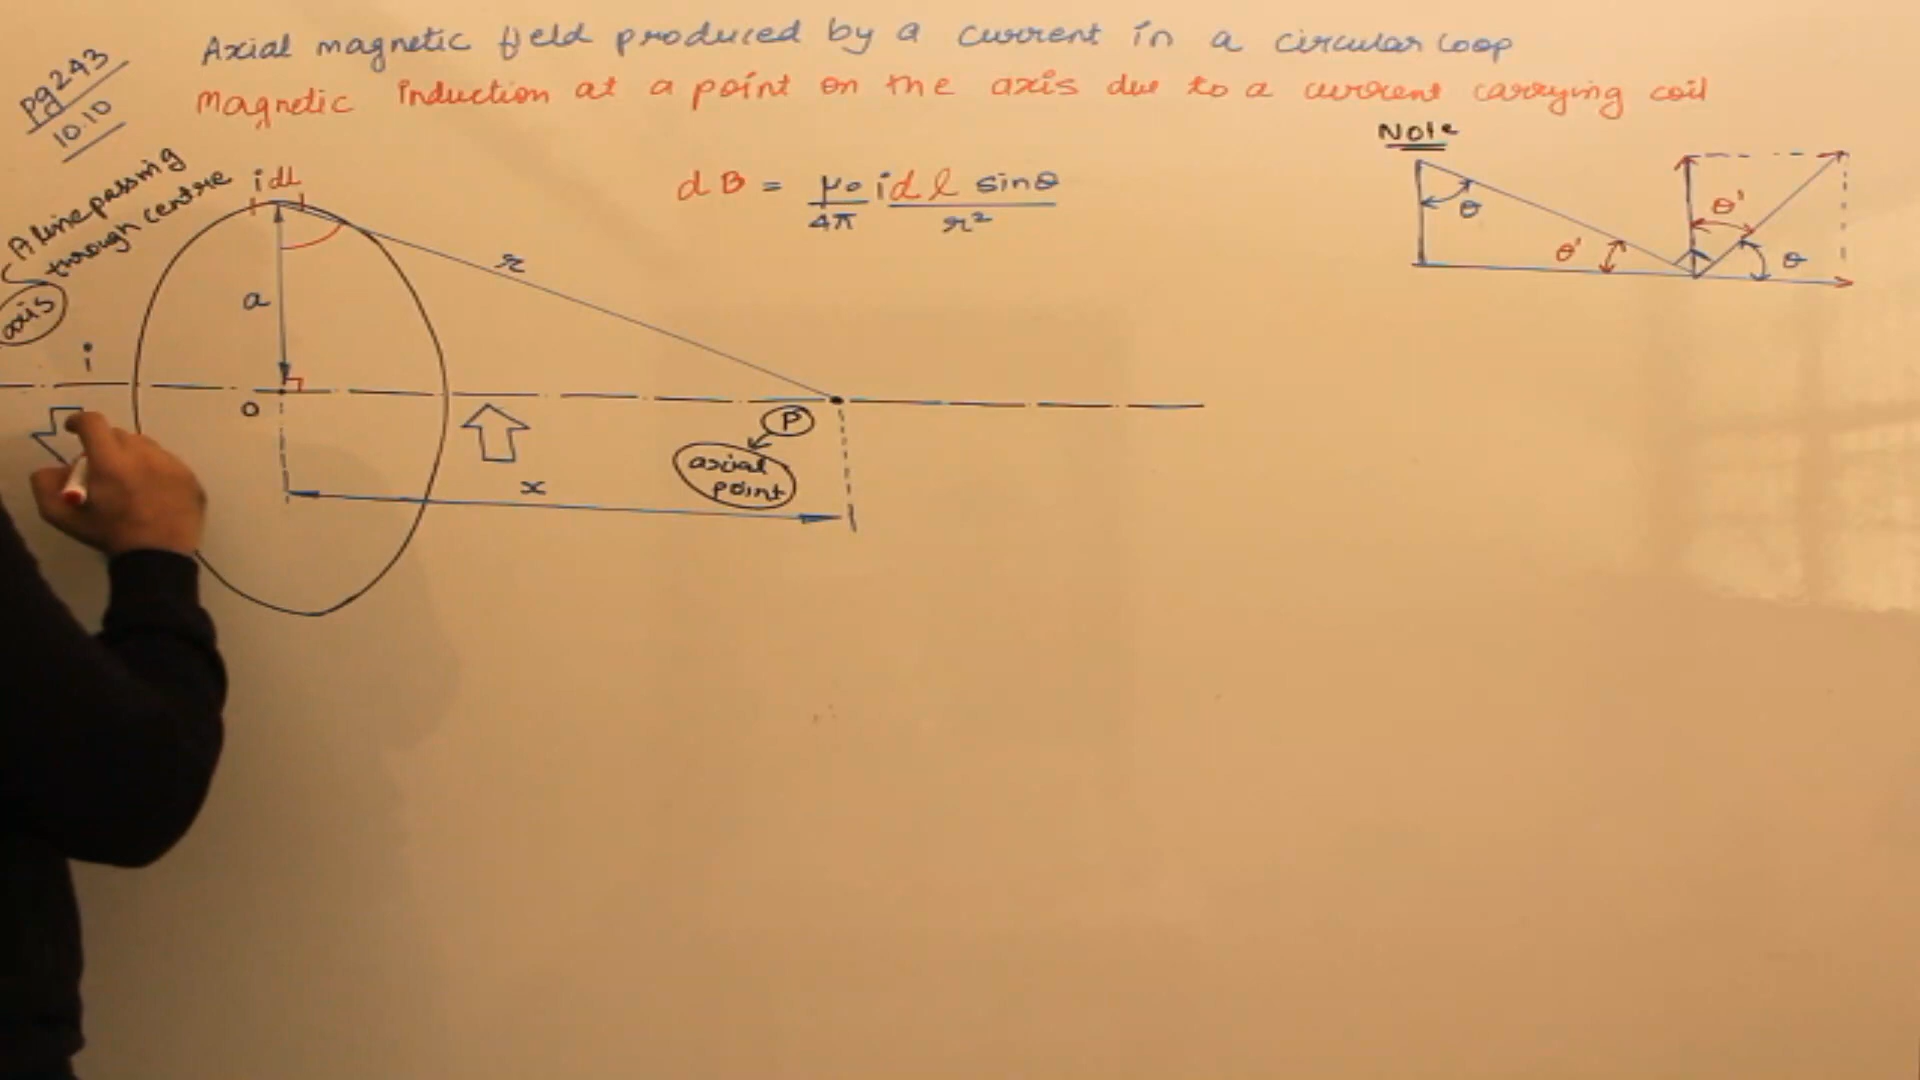 Axial magnetic field produced by a current in a circular loop
Magnetic induction at a point on the axis due to a current carrying coil
pg 243
10.10
A line passing
through centre
axis
i
idl
a
r
O
x
P
axial
point
dB = μ₀/4π idl sinθ/r²
Note
θ
θ'
θ'
θ